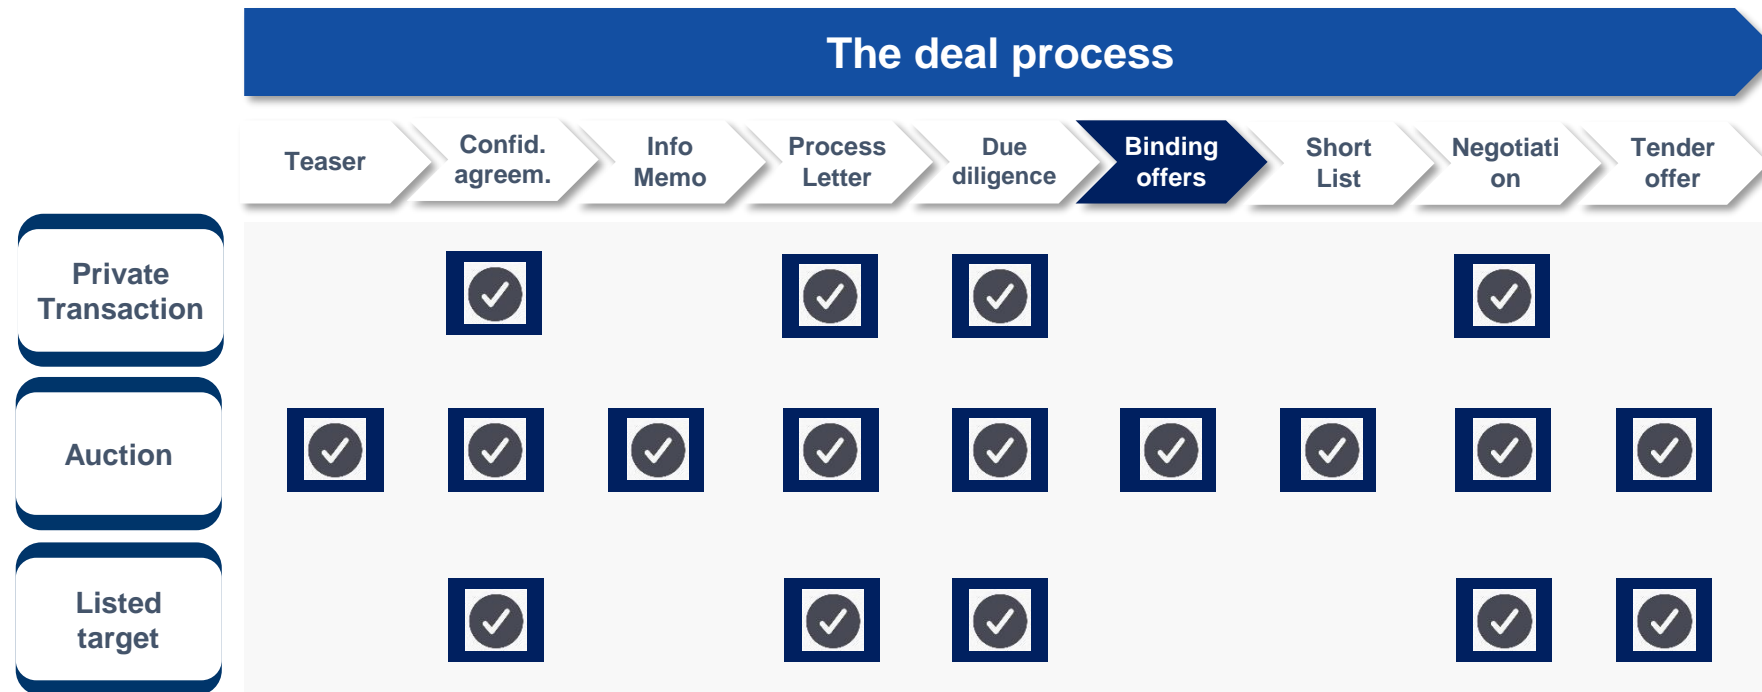 The deal process
Teaser
Confid.
agreem.
Info
Memo
Process
Letter
Due
diligence
Binding
offers
Short
List
Negotiati
on
Tender
offer
Private
Transaction
Auction
Listed
target